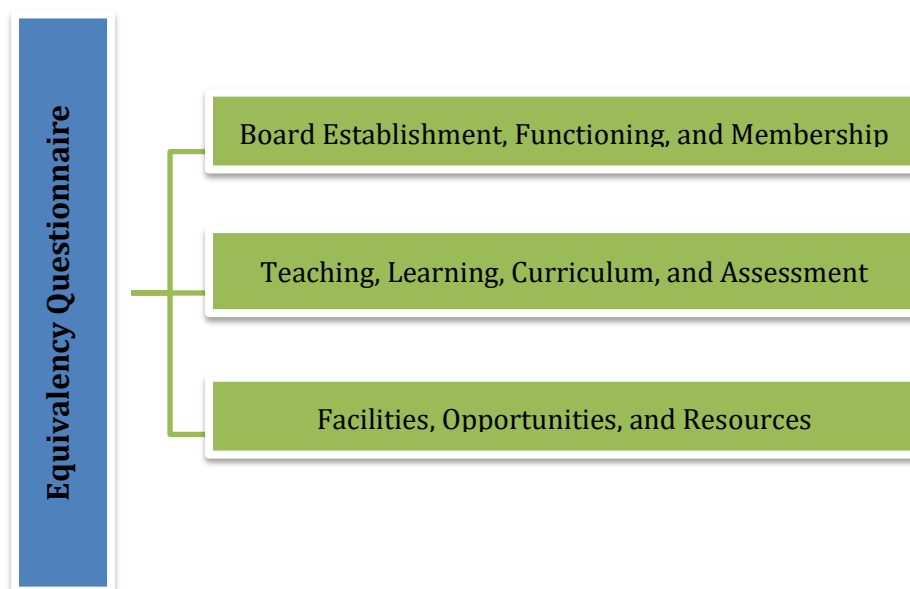 Equivalency Questionnaire
Board Establishment, Functioning, and Membership
Teaching, Learning, Curriculum, and Assessment
Facilities, Opportunities, and Resources